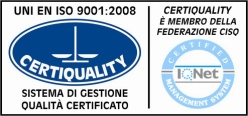 UNI EN ISO 9001:2008
CERTIQUALITY
SISTEMA DI GESTIONE
QUALITÀ CERTIFICATO
CERTIQUALITY
È MEMBRO DELLA
FEDERAZIONE CISQ
CERTIFIED
IQNet
MANAGEMENT SYSTEM